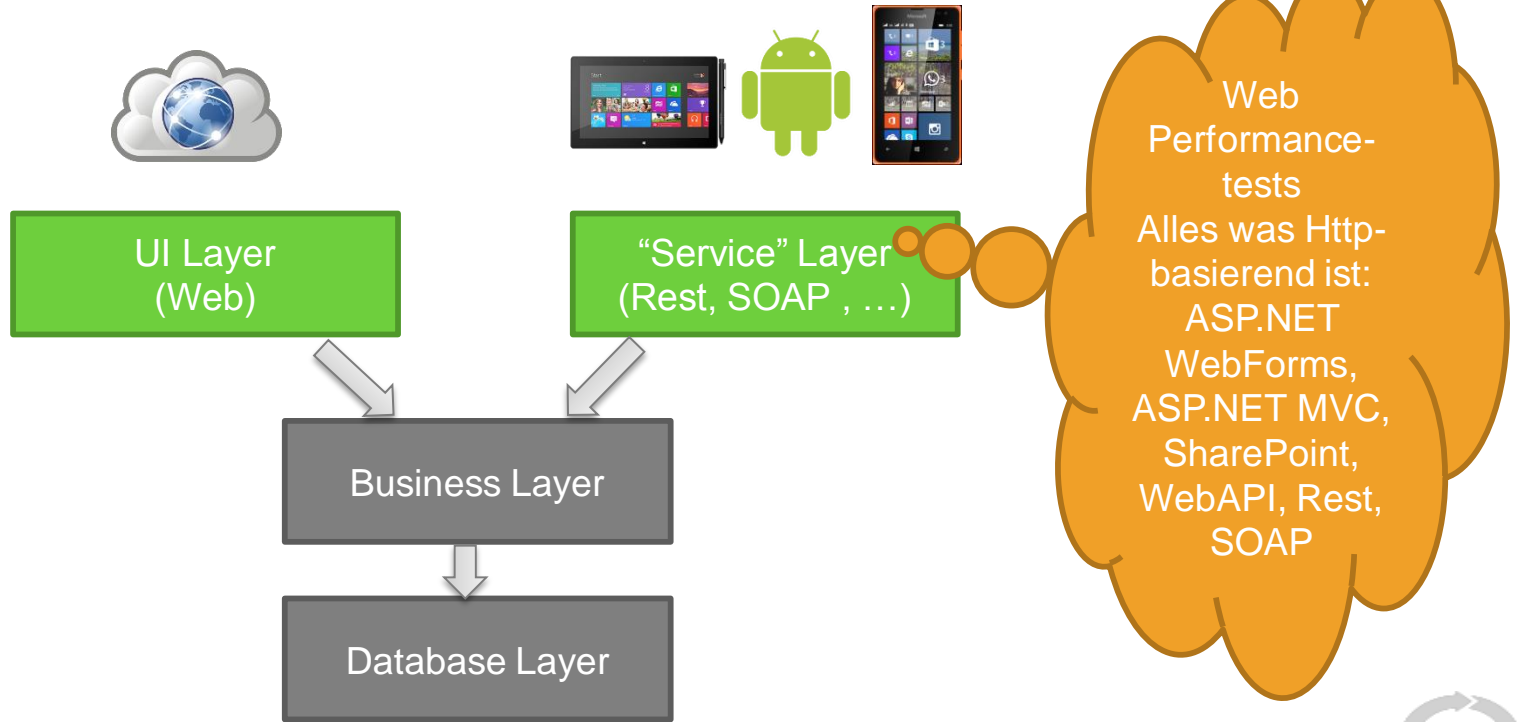 UI Layer
(Web)
“Service” Layer
(Rest, SOAP , …)
Business Layer
Database Layer
Web
Performance-
tests
Alles was Http-
basierend ist:
ASP.NET
WebForms,
ASP.NET MVC,
SharePoint,
WebAPI, Rest,
SOAP